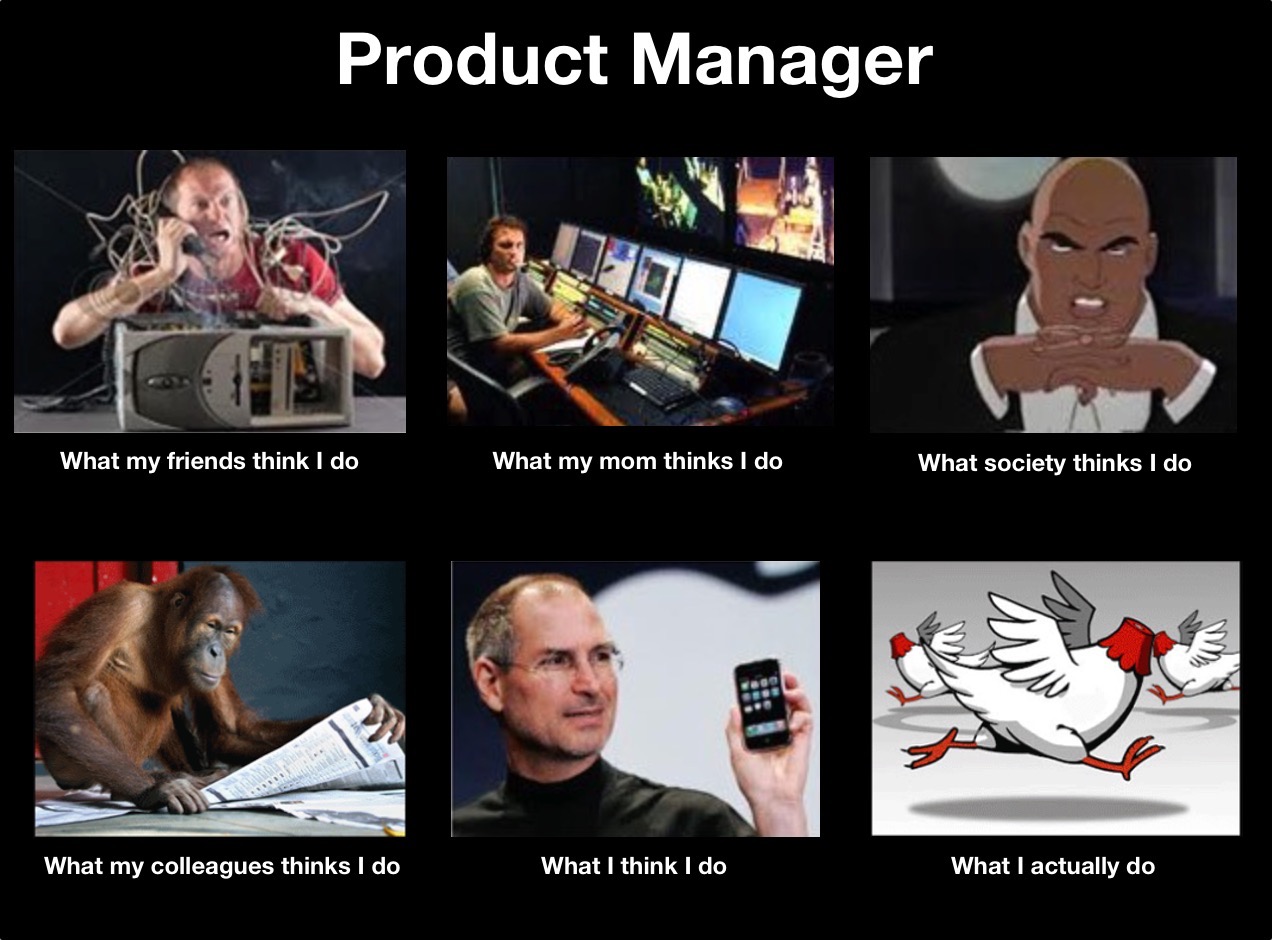 Product Manager
What my friends think I do
What my mom thinks I do
What society thinks I do
What my colleagues thinks I do
What I think I do
What I actually do